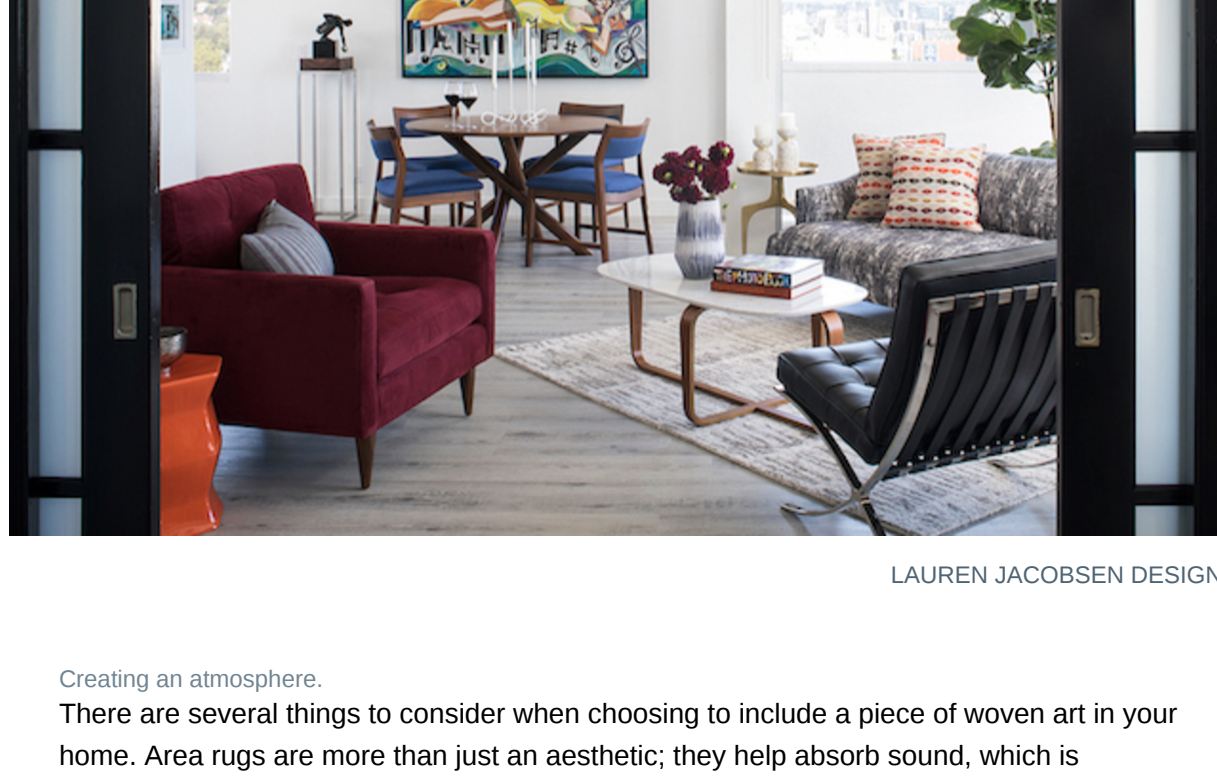 LAUREN JACOBSEN DESIGN
Creating an atmosphere.
There are several things to consider when choosing to include a piece of woven art in your
home. Area rugs are more than just an aesthetic; they help absorb sound, which is